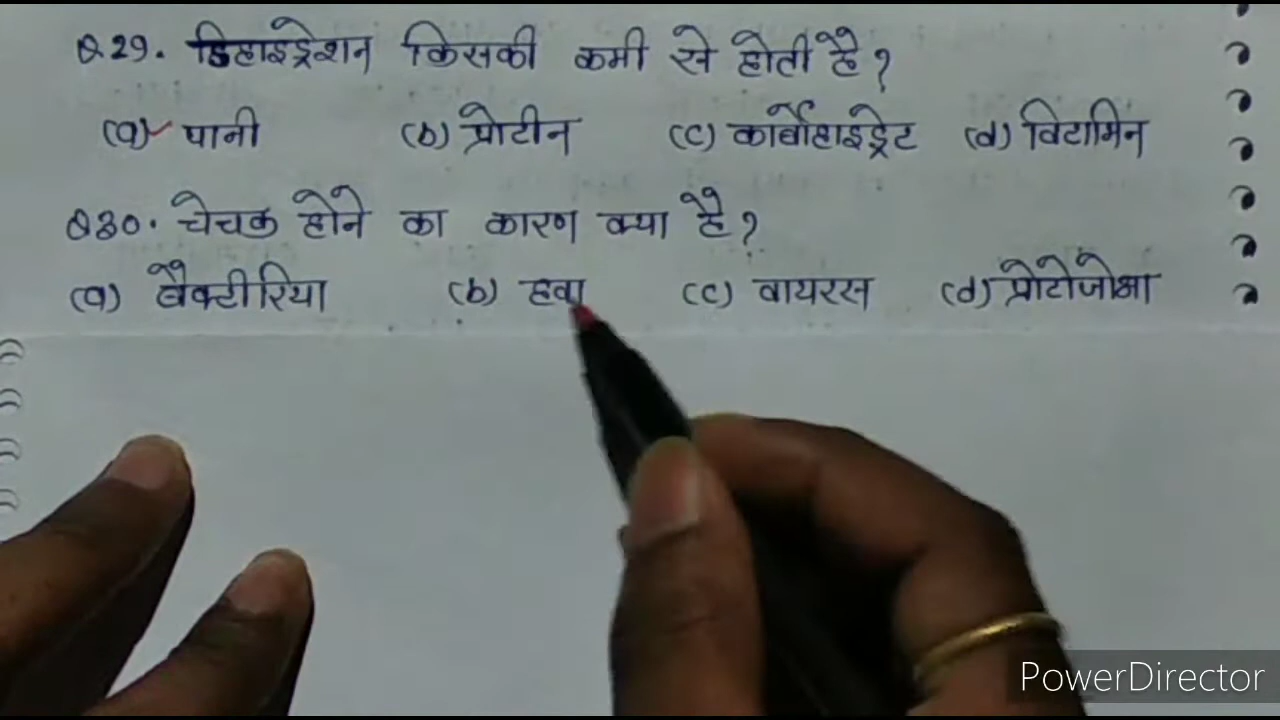 Q29. डिहाइड्रेशन किसकी कमी से होती है?
(a) पानी (b) प्रोटीन (c) कार्बोहाइड्रेट (d) विटामिन
Q30. चेचक होने का कारण क्या है?
(a) बैक्टीरिया (b) हवा (c) वायरस (d) प्रोटोजोआ
PowerDirector